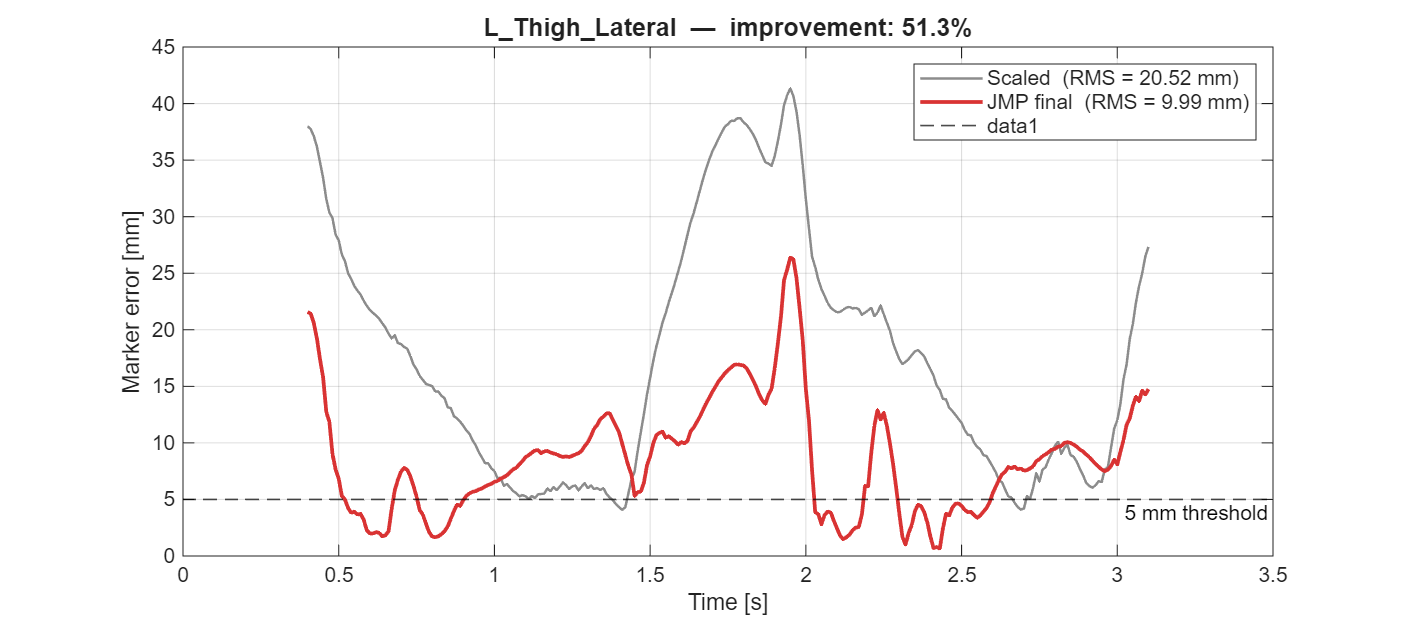 L_Thigh_Lateral — improvement: 51.3%
45
40
35
30
25
20
15
10
5
0
Marker error [mm]
Scaled (RMS = 20.52 mm)
JMP final (RMS = 9.99 mm)
data1
5 mm threshold
0 0.5 1 1.5 2 2.5 3 3.5
Time [s]